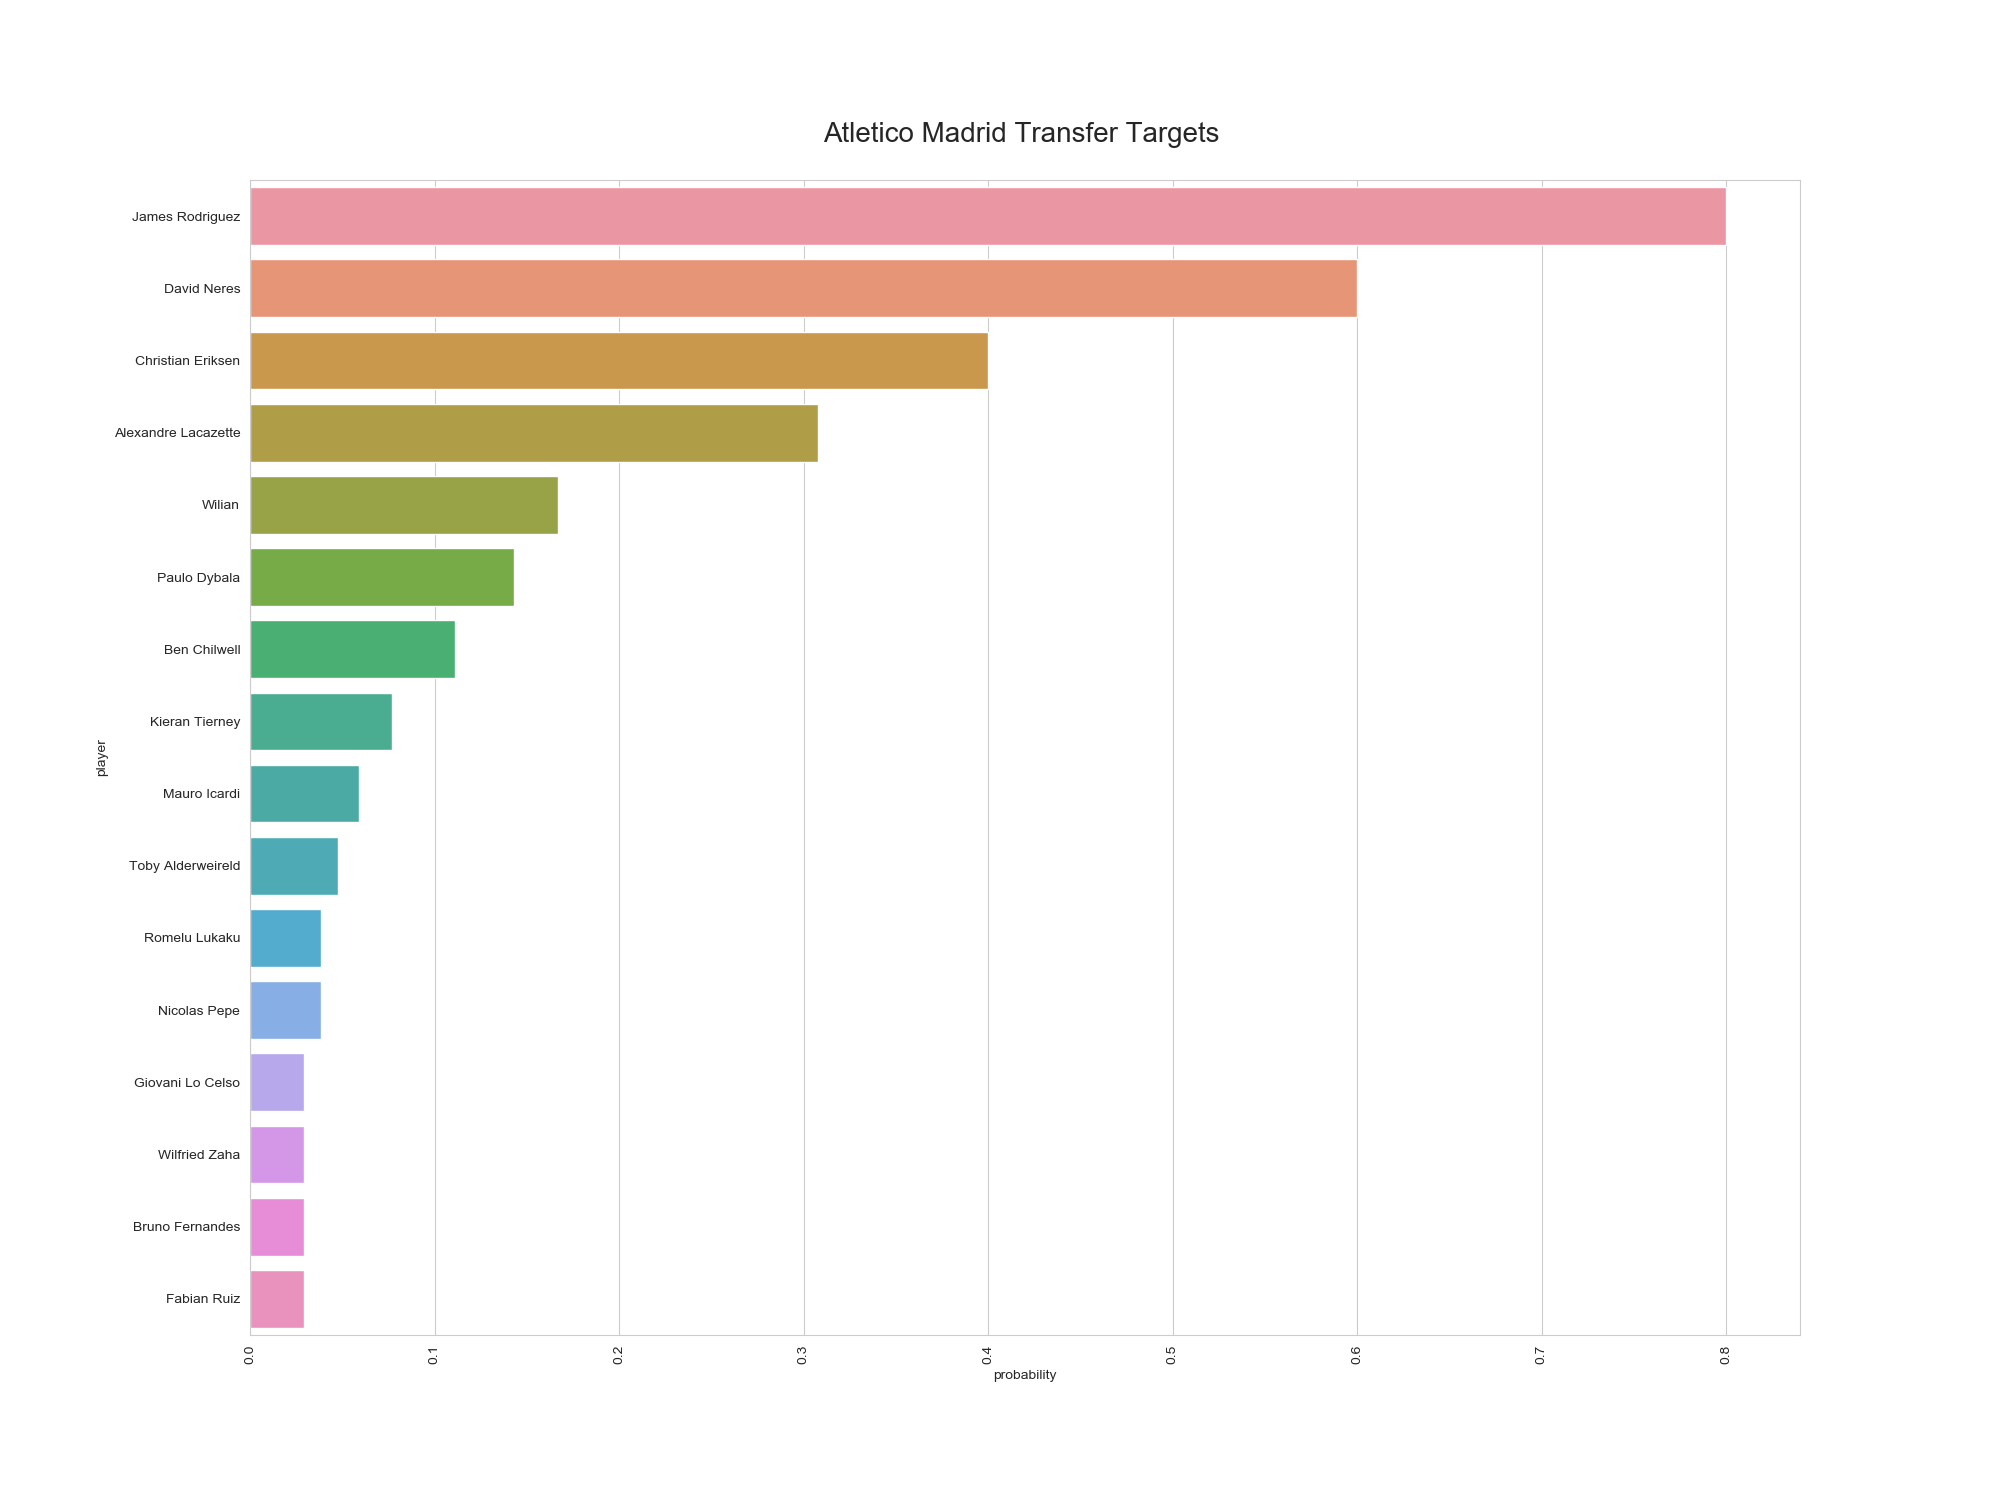 Atletico Madrid Transfer Targets
James Rodriguez
David Neres
Christian Eriksen
Alexandre Lacazette
Wilian
Paulo Dybala
Ben Chilwell
Kieran Tierney
Mauro Icardi
Toby Alderweireld
Romelu Lukaku
Nicolas Pepe
Giovani Lo Celso
Wilfried Zaha
Bruno Fernandes
Fabian Ruiz
player
0.0 0.1 0.2 0.3 0.4 0.5 0.6 0.7 0.8
probability